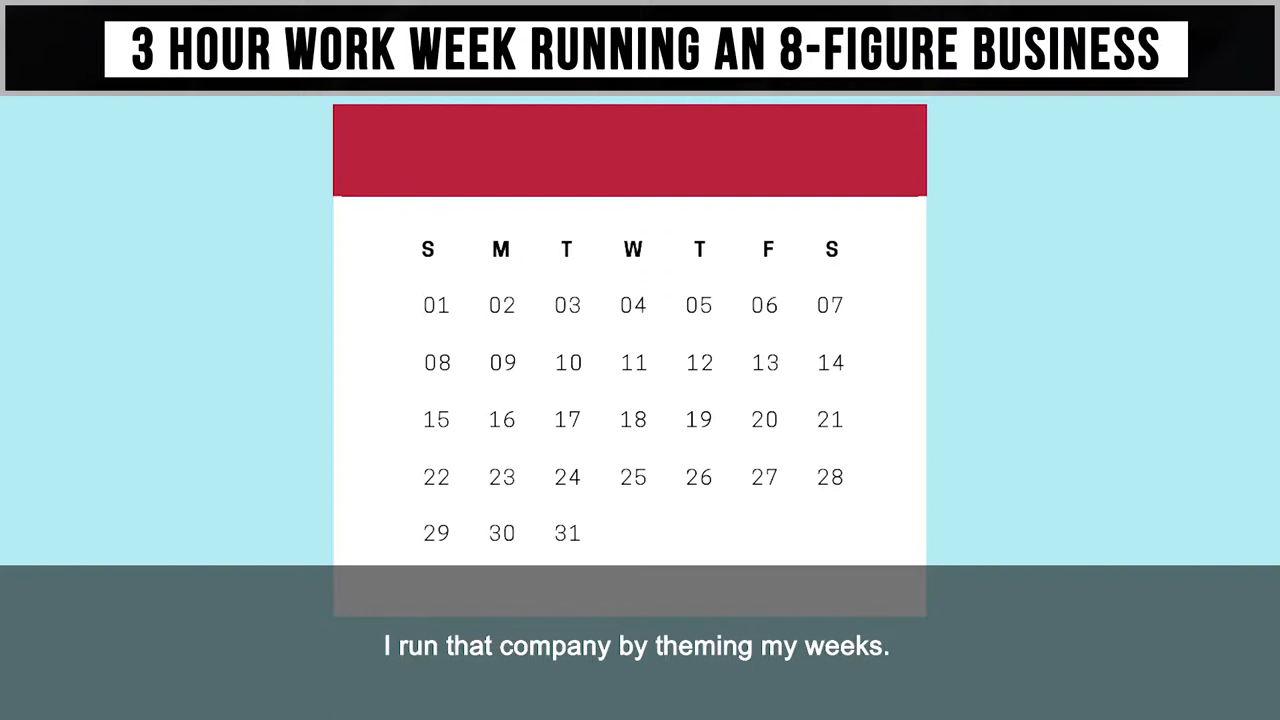 3 HOUR WORK WEEK RUNNING AN 8-FIGURE BUSINESS
S M T W T F S
01 02 03 04 05 06 07
08 09 10 11 12 13 14
15 16 17 18 19 20 21
22 23 24 25 26 27 28
29 30 31
I run that company by theming my weeks.